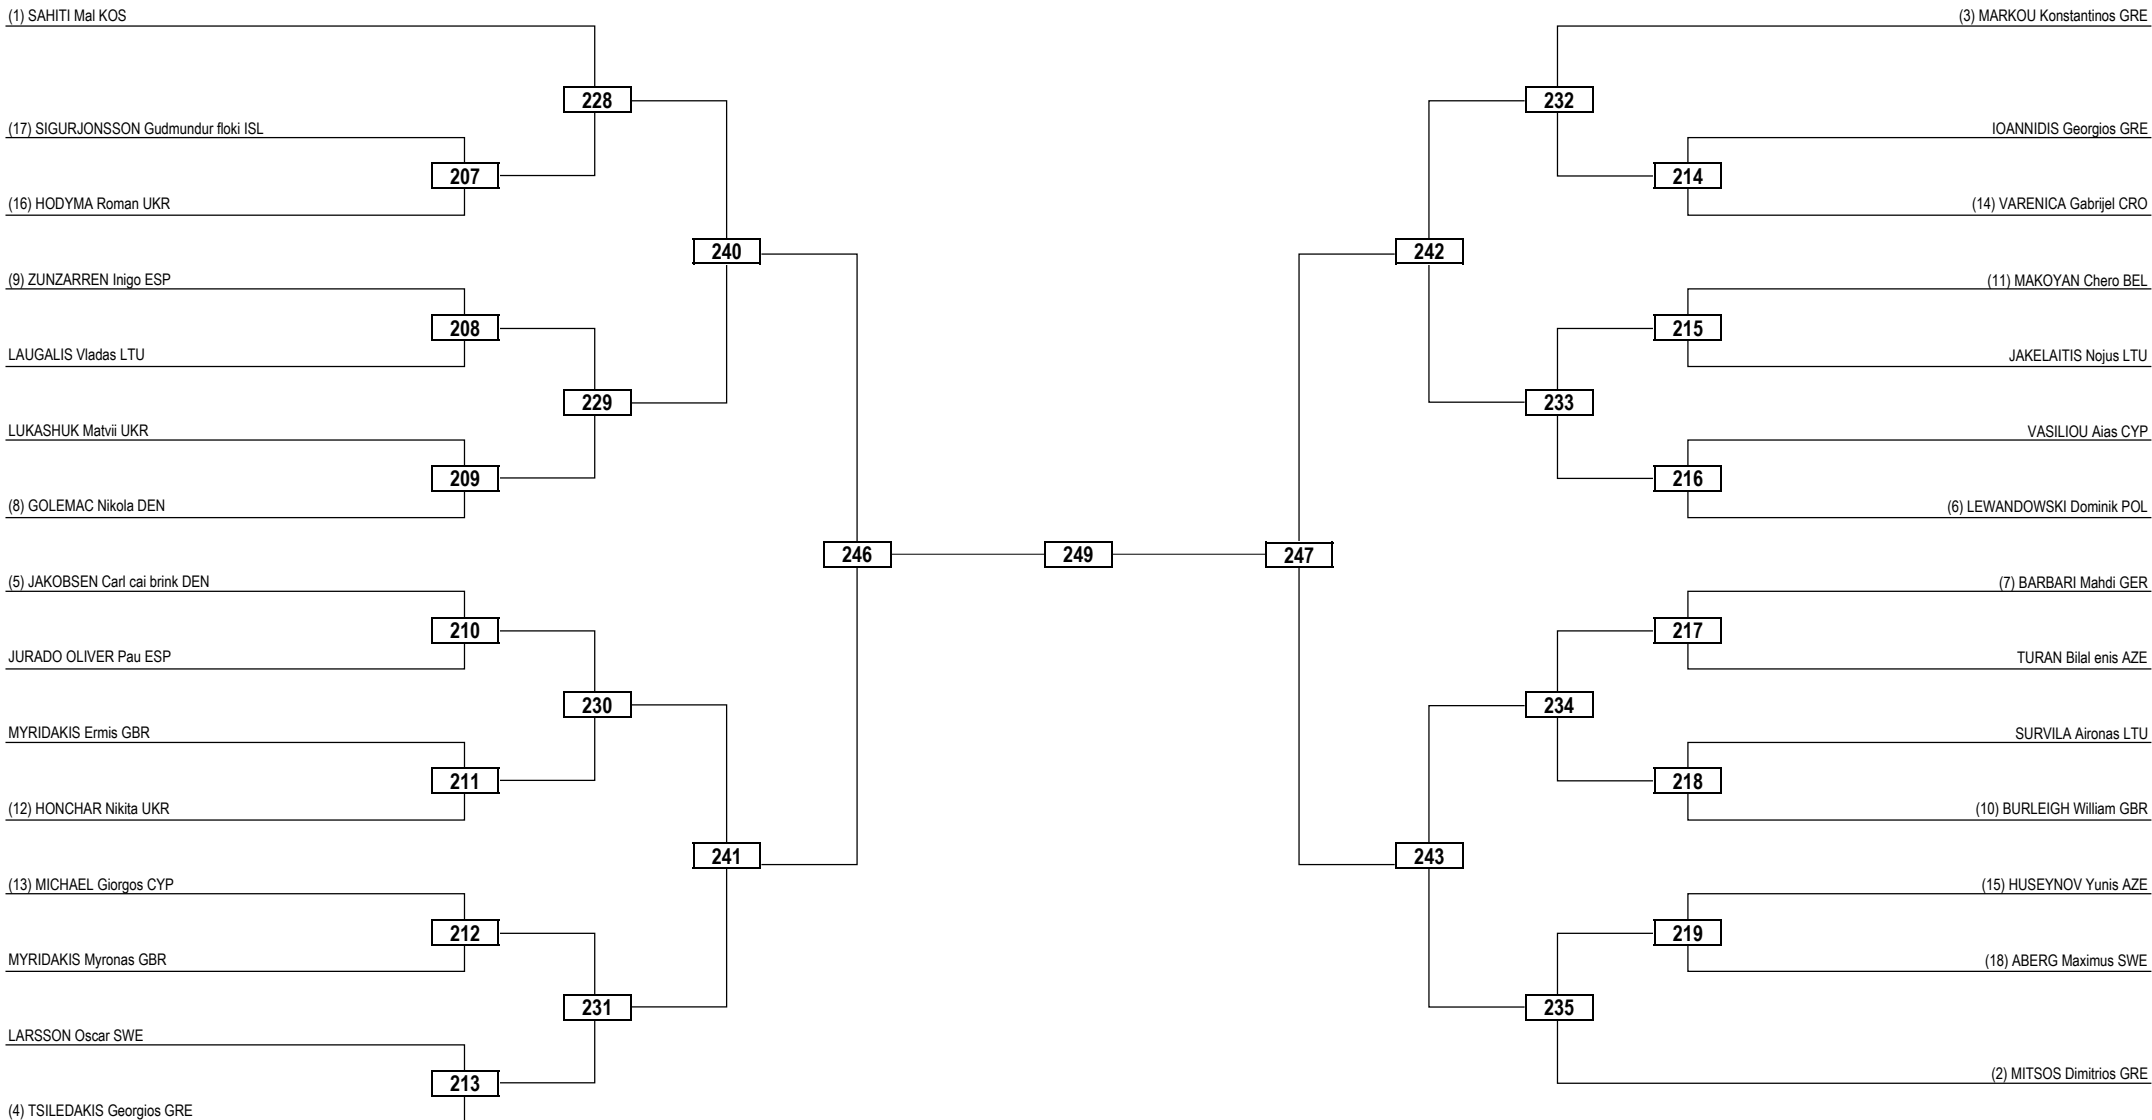 (1) SAHITI Mal KOS
(3) MARKOU Konstantinos GRE
228
232
(17) SIGURJONSSON Gudmundur floki ISL
IOANNIDIS Georgios GRE
207
214
(16) HODYMA Roman UKR
(14) VARENICA Gabrijel CRO
240
242
(9) ZUNZARREN Inigo ESP
(11) MAKOYAN Chero BEL
208
215
LAUGALIS Vladas LTU
JAKELAITIS Nojus LTU
229
233
LUKASHUK Matvii UKR
VASILIOU Aias CYP
209
216
(8) GOLEMAC Nikola DEN
(6) LEWANDOWSKI Dominik POL
246
249
247
(5) JAKOBSEN Carl cai brink DEN
(7) BARBARI Mahdi GER
210
217
JURADO OLIVER Pau ESP
TURAN Bilal enis AZE
230
234
MYRIDAKIS Ermis GBR
SURVILA Aironas LTU
211
218
(12) HONCHAR Nikita UKR
(10) BURLEIGH William GBR
241
243
(13) MICHAEL Giorgos CYP
(15) HUSEYNOV Yunis AZE
212
219
MYRIDAKIS Myronas GBR
(18) ABERG Maximus SWE
231
235
LARSSON Oscar SWE
(2) MITSOS Dimitrios GRE
213
(4) TSILEDAKIS Georgios GRE